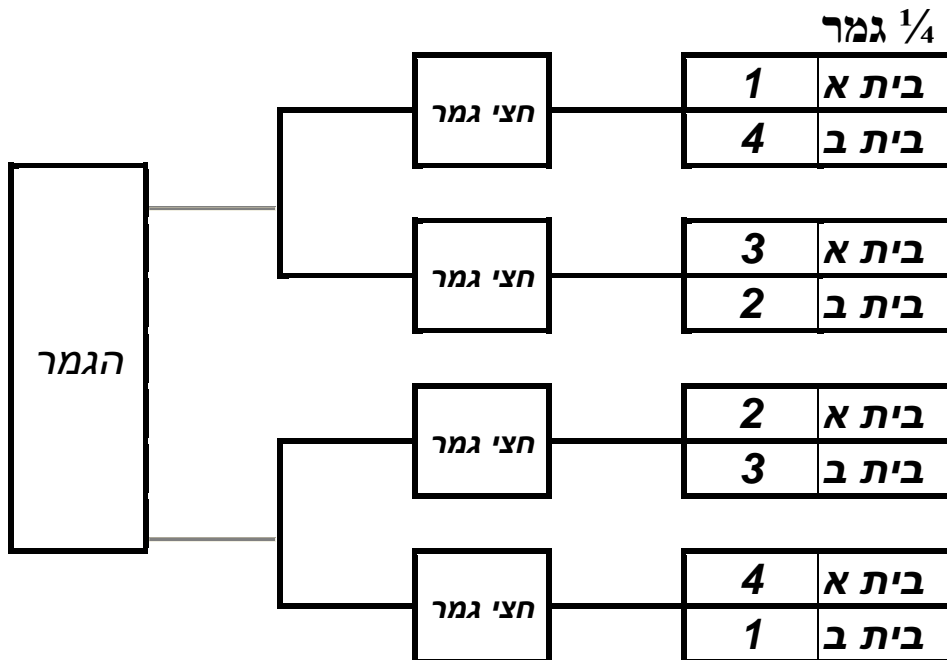 ¼ גמר
בית א 1
חצי גמר
בית ב 4
בית א 3
חצי גמר
בית ב 2
הגמר
בית א 2
חצי גמר
בית ב 3
בית א 4
חצי גמר
בית ב 1